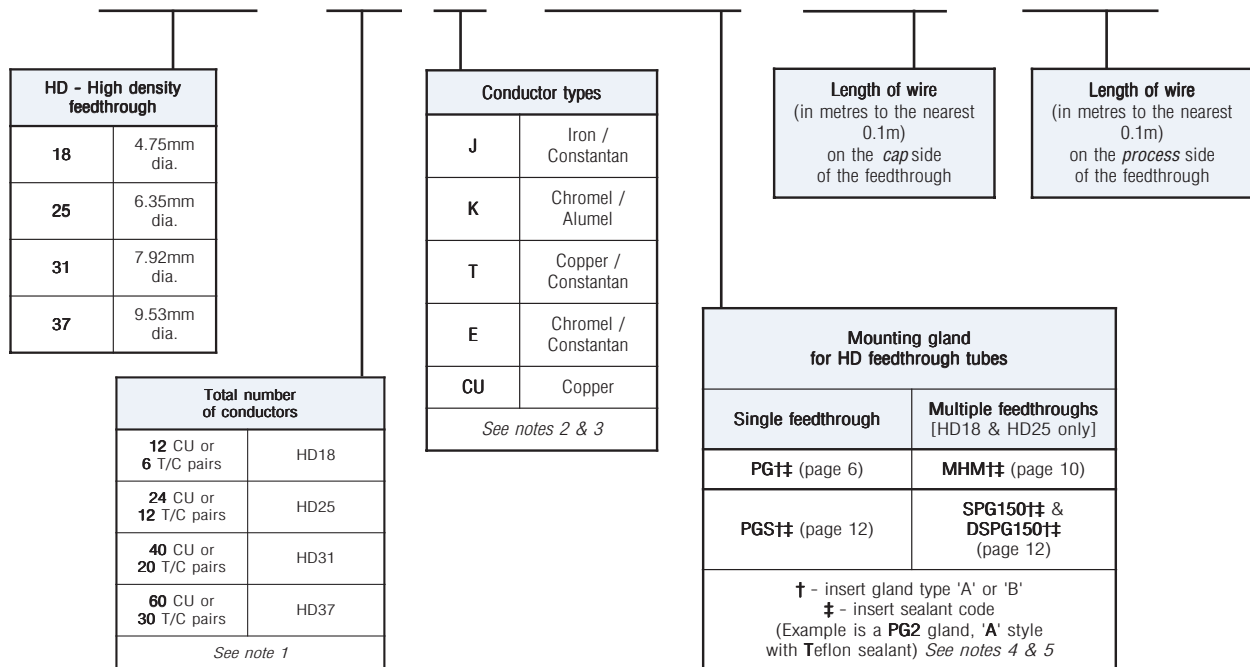 HD - High density
feedthrough
18 4.75mm
dia.
25 6.35mm
dia.
31 7.92mm
dia.
37 9.53mm
dia.
Total number
of conductors
12 CU or
6 T/C pairs HD18
24 CU or
12 T/C pairs HD25
40 CU or
20 T/C pairs HD31
60 CU or
30 T/C pairs HD37
See note 1
Conductor types
J Iron /
Constantan
K Chromel /
Alumel
T Copper /
Constantan
E Chromel /
Constantan
CU Copper
See notes 2 & 3
Mounting gland
for HD feedthrough tubes
Single feedthrough Multiple feedthroughs
[HD18 & HD25 only]
PG†‡ (page 6) MHM†‡ (page 10)
PGS†‡ (page 12) SPG150†‡ &
DSPG150†‡
(page 12)
† - insert gland type 'A' or 'B'
‡ - insert sealant code
(Example is a PG2 gland, 'A' style
with Teflon sealant) See notes 4 & 5
Length of wire
(in metres to the nearest
0.1m)
on the cap side
of the feedthrough
Length of wire
(in metres to the nearest
0.1m)
on the process side
of the feedthrough